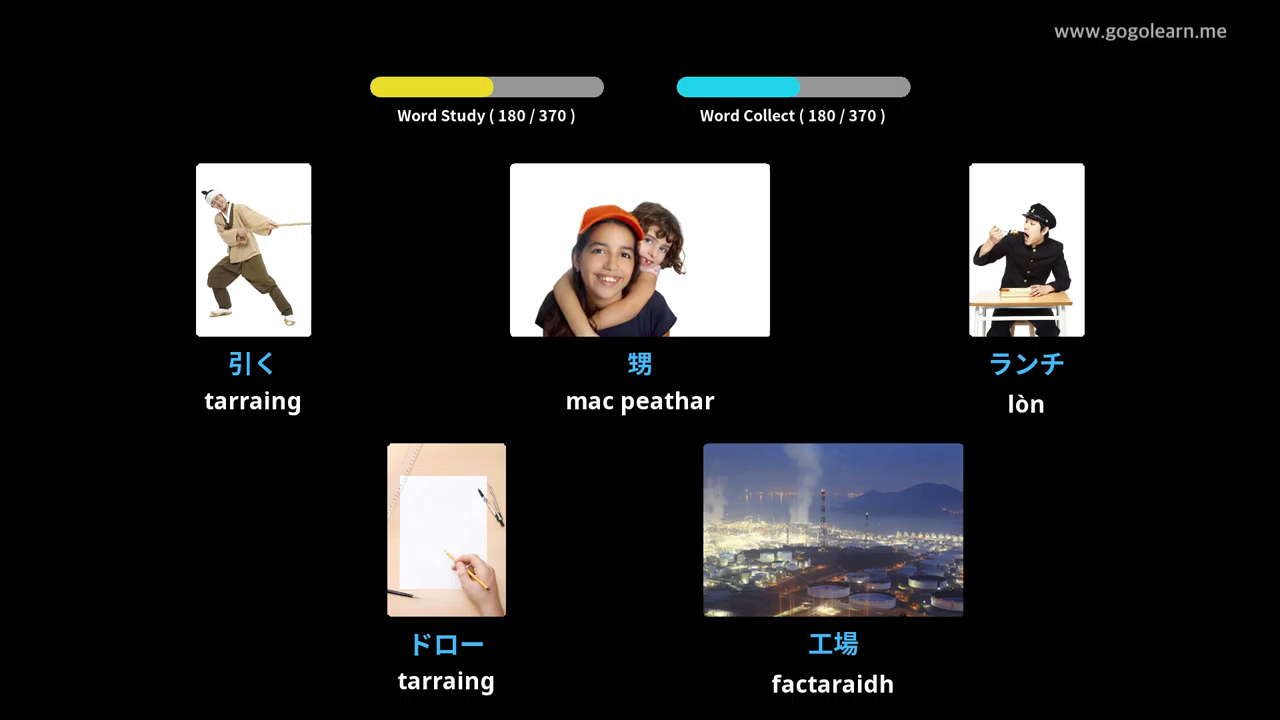 www.gogolearn.me
Word Study ( 180 / 370 )
Word Collect ( 180 / 370 )
引く
tarraing
甥
mac peathar
ランチ
lòn
ドロー
tarraing
工場
factaraidh